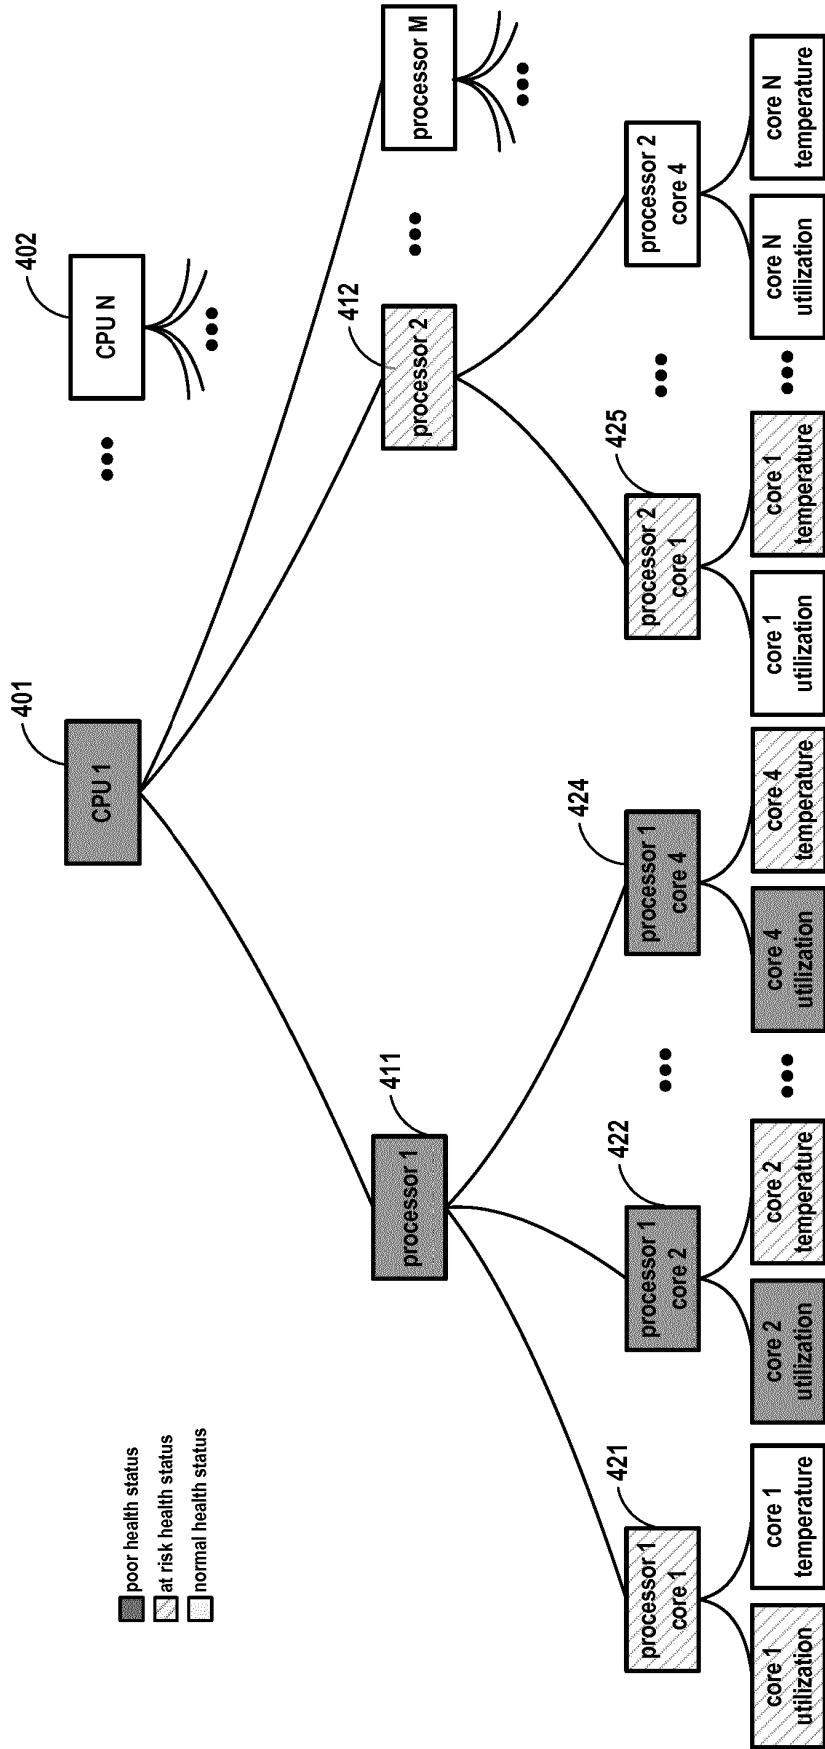 poor health status
at risk health status
normal health status
401
CPU 1
402
CPU N
411
processor 1
412
processor 2
processor M
421
processor 1
core 1
422
processor 1
core 2
424
processor 1
core 4
425
processor 2
core 1
processor 2
core 4
core 1
utilization
core 1
temperature
core 2
utilization
core 2
temperature
core 4
utilization
core 4
temperature
core 1
utilization
core 1
temperature
core N
utilization
core N
temperature